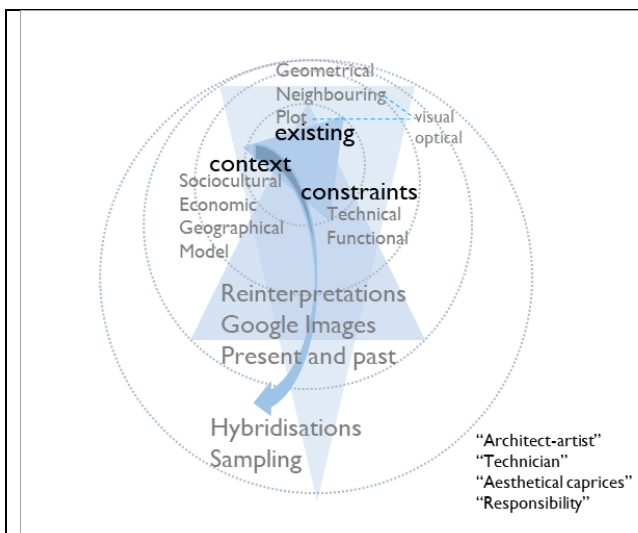 Geometrical
Neighbouring
Plot
visual
optical
existing
context
Sociocultural
Economic
Geographical
Model
constraints
Technical
Functional
Reinterpretations
Google Images
Present and past
Hybridisations
Sampling
“Architect-artist”
“Technician”
“Aesthetical caprices”
“Responsibility”